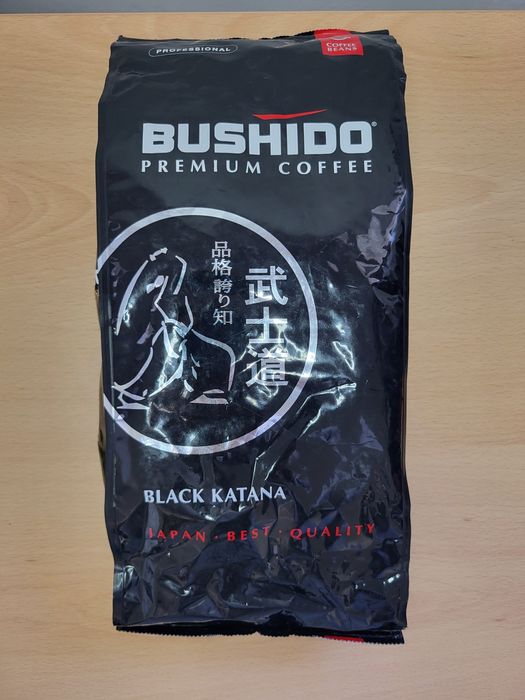 PROFESSIONAL
COFFEE
BEANS
BUSHIDO®
PREMIUM COFFEE
武士道
品格 誇り知
BLACK KATANA
JAPAN · BEST · QUALITY